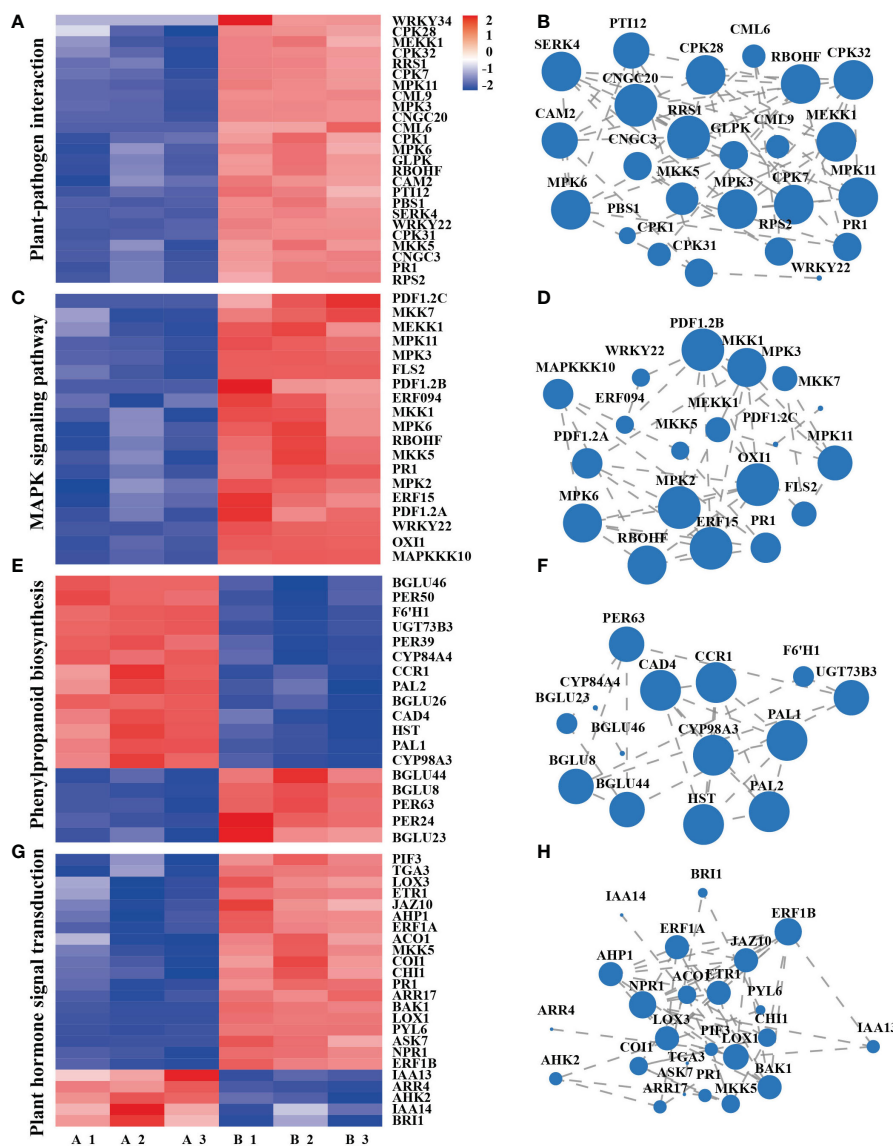 A
Plant-pathogen interaction
WRKY34
CPK28
MEKK1
CPK32
RRS1
CPK7
MPK11
CML9
MPK3
CNGC20
CML6
CPK1
MPK6
GLPK
RBOHF
CAM2
PTI12
PBS1
SERK4
WRKY22
CPK31
MKK5
CNGC3
PR1
RPS2
2
1
0
-1
-2
B
PTI12
CML6
SERK4
CPK28
RBOHF
CPK32
CNGC20
CAM2
RRS1
GLPK
CML9
MEKK1
CNGC3
MKK5
CPK7
MPK6
MPK3
MPK11
PBS1
CPK1
RPS2
PR1
CPK31
WRKY22
C
MAPK signaling pathway
PDF1.2C
MKK7
MEKK1
MPK11
MPK3
FLS2
PDF1.2B
ERF094
MKK1
MPK6
RBOHF
MKK5
PR1
MPK2
ERF15
PDF1.2A
WRKY22
OXI1
MAPKKK10
D
PDF1.2B
MKK1
WRKY22
MPK3
MAPKKK10
MKK7
ERF094
MEKK1
MKK5
PDF1.2C
PDF1.2A
MPK11
OXI1
MPK2
FLS2
MPK6
ERF15
PR1
RBOHF
E
Phenylpropanoid biosynthesis
BGLU46
PER50
F6'H1
UGT73B3
PER39
CYP84A4
CCR1
PAL2
BGLU26
CAD4
HST
PAL1
CYP98A3
BGLU44
BGLU8
PER63
PER24
BGLU23
F
PER63
CCR1
F6'H1
CAD4
UGT73B3
CYP84A4
BGLU23
BGLU46
CYP98A3
PAL1
BGLU8
BGLU44
PAL2
HST
G
Plant hormone signal transduction
PIF3
TGA3
LOX3
ETR1
JAZ10
AHP1
ERF1A
ACO1
MKK5
COI1
CHI1
PR1
ARR17
BAK1
LOX1
PYL6
ASK7
NPR1
ERF1B
IAA13
ARR4
AHK2
IAA14
BRI1
A_1 A_2 A_3 B_1 B_2 B_3
H
BRI1
IAA14
ERF1B
ERF1A
JAZ10
AHP1
ACO1
ETR1
NPR1
PYL6
ARR4
LOX3
PIF3
CHI1
IAA13
COI1
LOX1
TGA3
AHK2
ASK7
PR1
BAK1
ARR17
MKK5